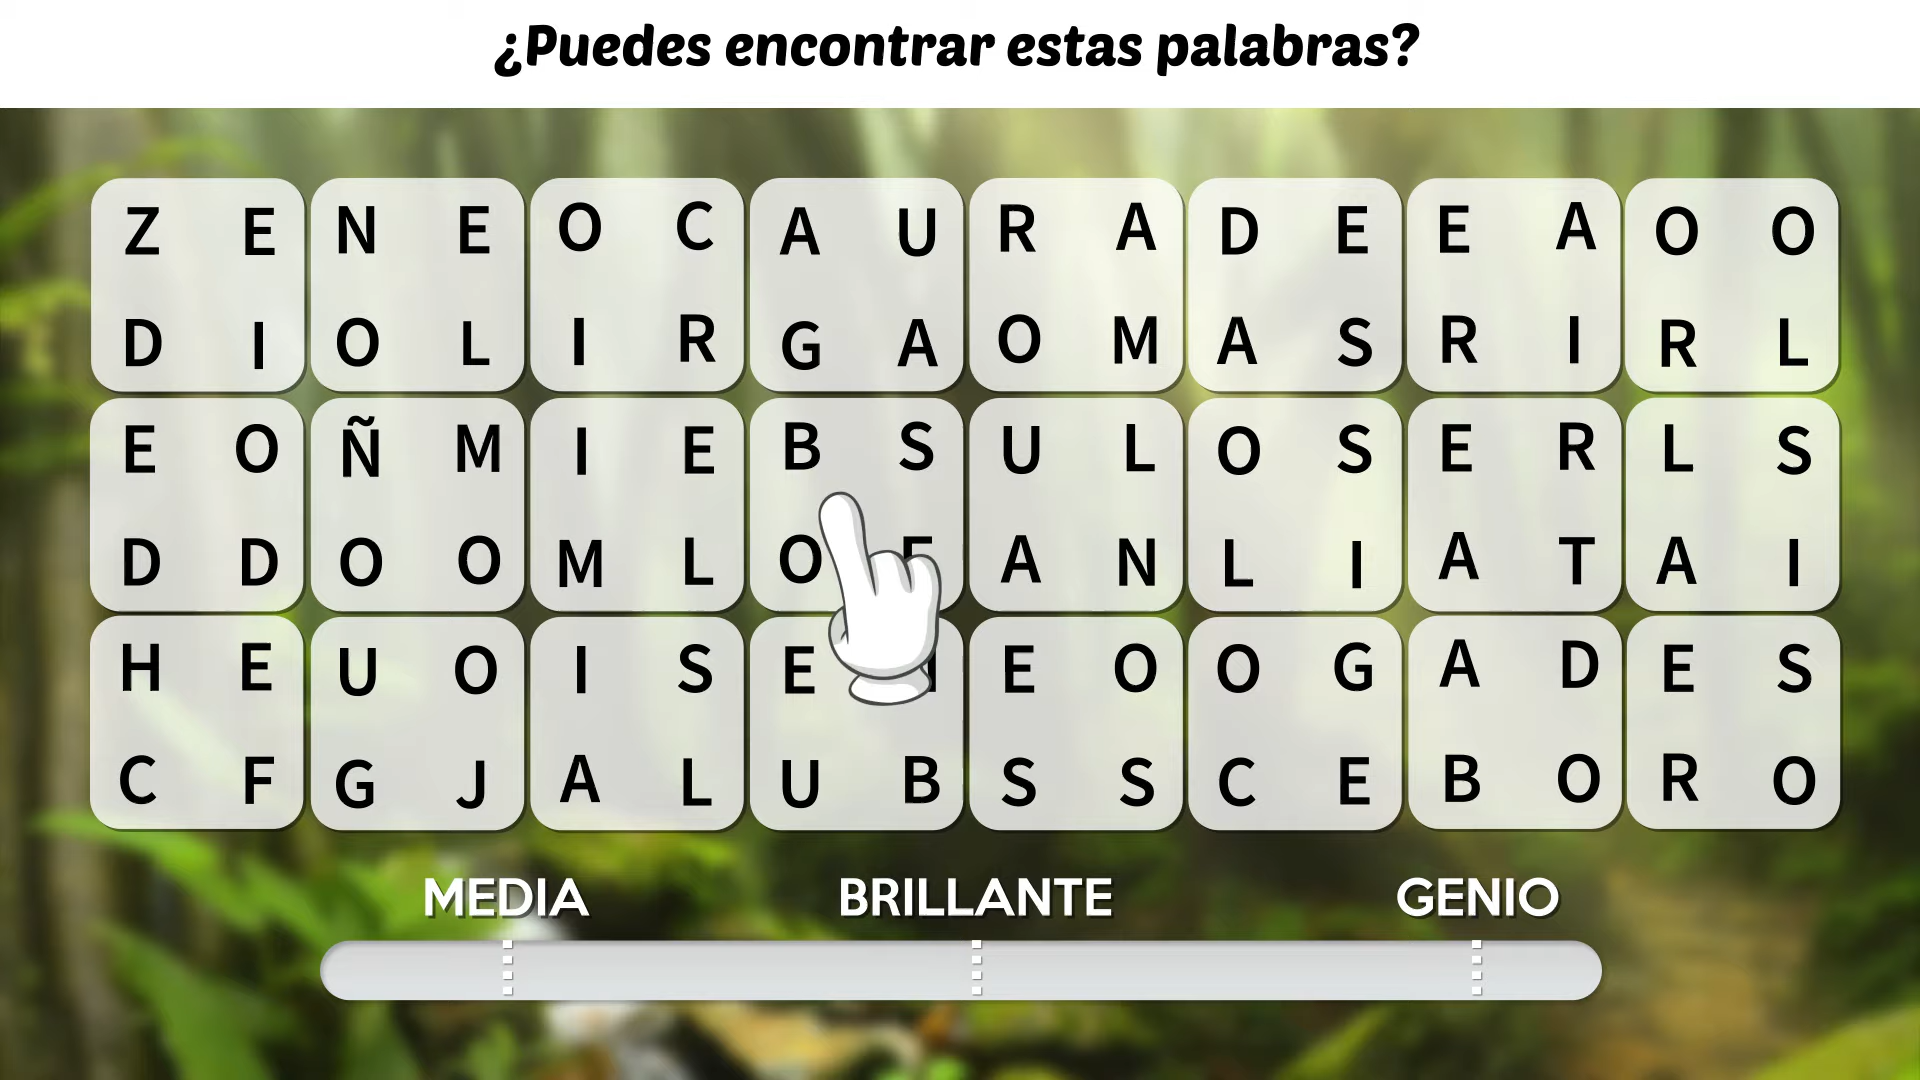 ¿Puedes encontrar estas palabras?
Z E N E O C A U R A D E E A O O
D I O L I R G A O M A S R I R L
E O Ñ M I E B S U L O S E R L S
D D O O M L O A N L I A T A I
H E U O I S E E O O G A D E S
C F G J A L U B S S C E B O R O
MEDIA BRILLANTE GENIO